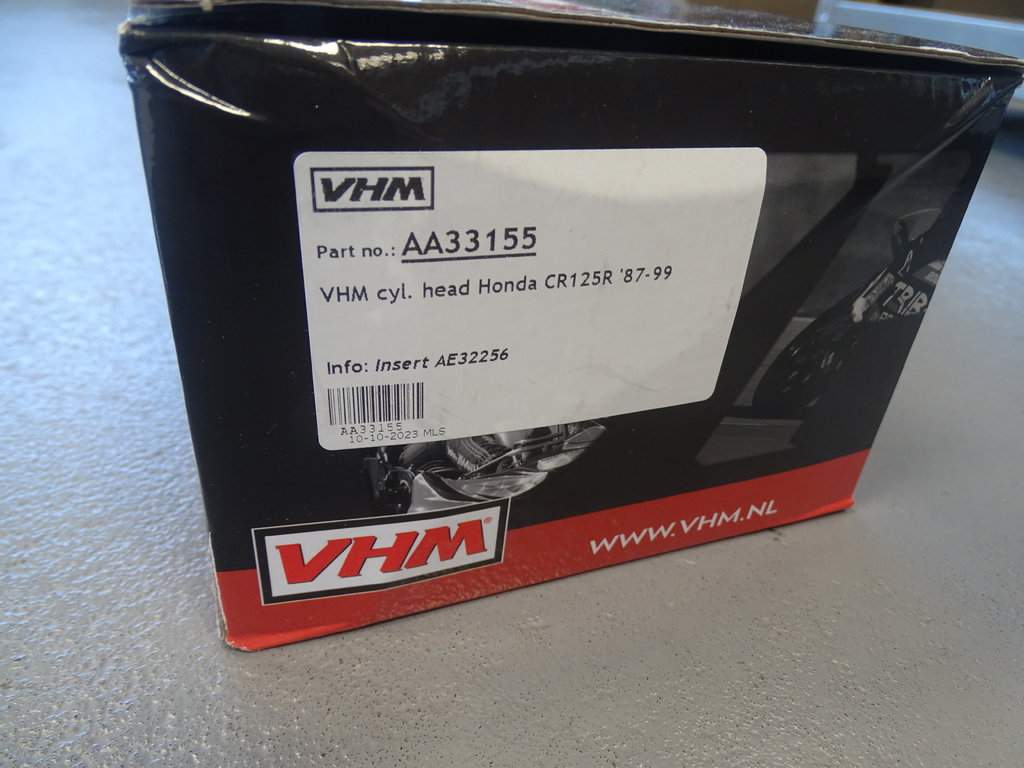 VHM
Part no.: AA33155
VHM cyl. head Honda CR125R '87-99
Info: Insert AE32256
AA33155
10-10-2023 MLS
VHM®
WWW.VHM.NL